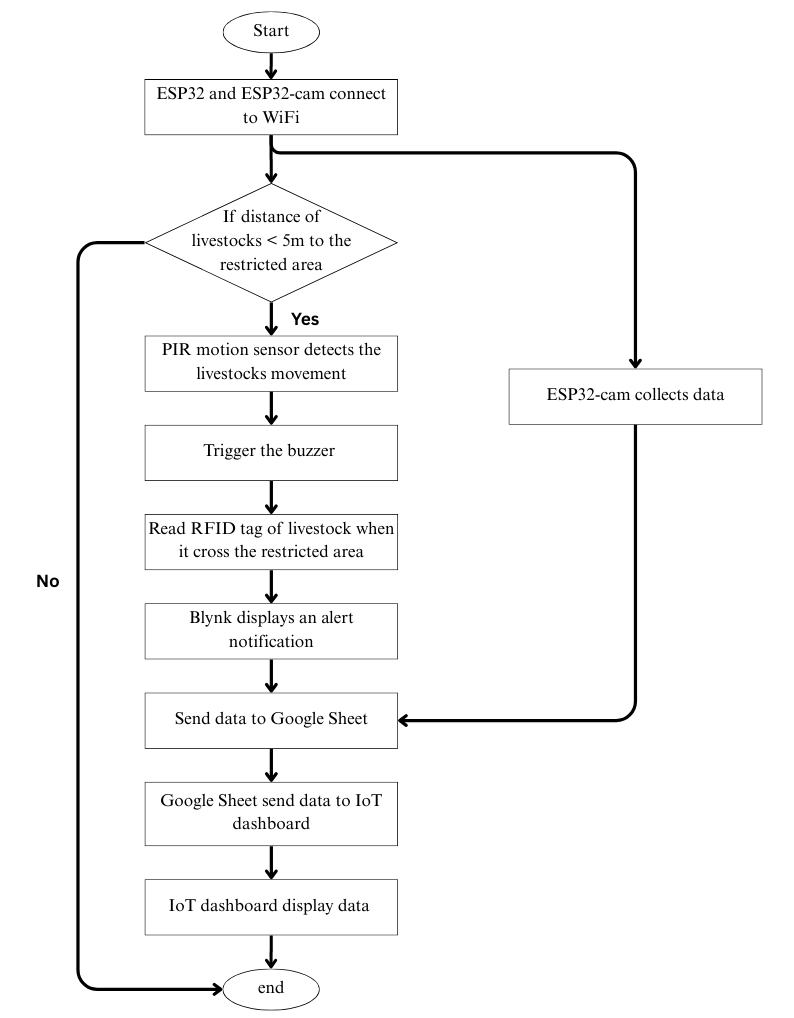 Start
ESP32 and ESP32-cam connect
to WiFi
If distance of
livestocks < 5m to the
restricted area
Yes
PIR motion sensor detects the
livestocks movement
ESP32-cam collects data
Trigger the buzzer
Read RFID tag of livestock when
it cross the restricted area
No
Blynk displays an alert
notification
Send data to Google Sheet
Google Sheet send data to IoT
dashboard
IoT dashboard display data
end